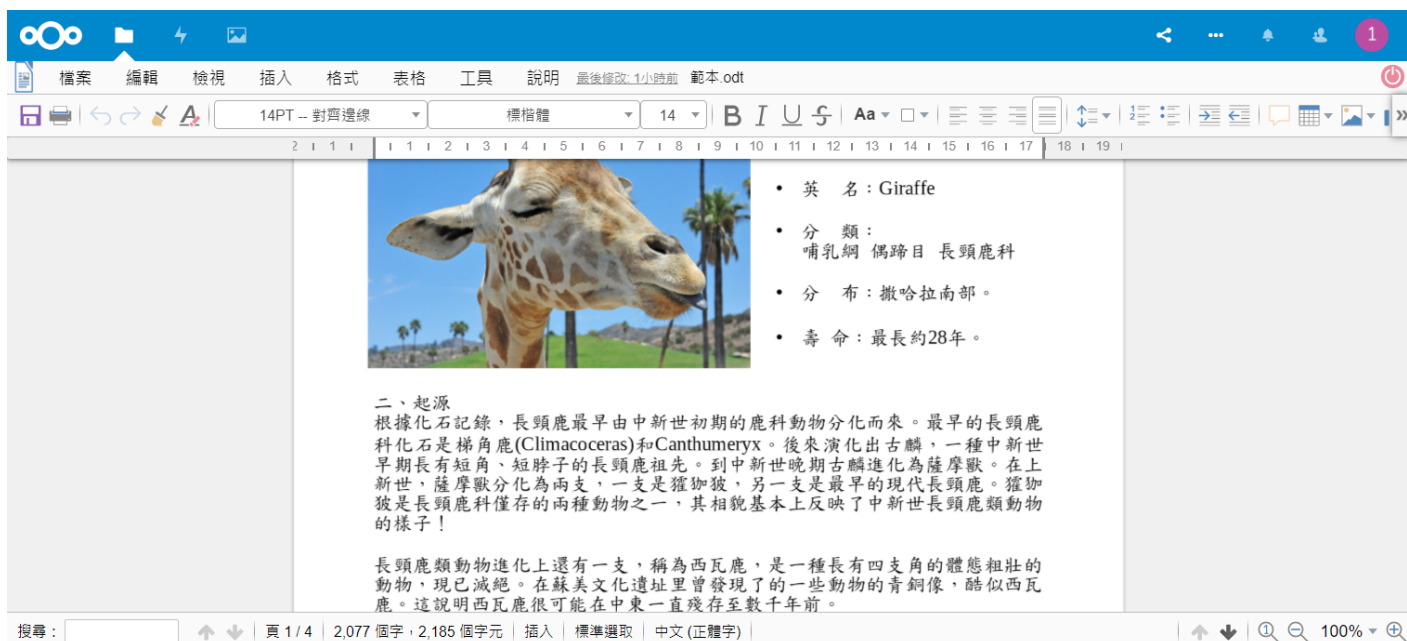 1
檔案 編輯 檢視 插入 格式 表格 工具 說明 最後修改: 1小時前 範本.odt
14PT -- 對齊邊線 標楷體 14 B I U S Aa
2 1 1 1 2 3 4 5 6 7 8 9 10 11 12 13 14 15 16 17 18 19
• 英 名：Giraffe
• 分 類：
哺乳綱 偶蹄目 長頸鹿科
• 分 布：撒哈拉南部。
• 壽 命：最長約28年。
二、起源
根據化石記錄，長頸鹿最早由中新世初期的鹿科動物分化而來。最早的長頸鹿
科化石是梯角鹿(Climacoceras)和Canthumeryx。後來演化出古麟，一種中新世
早期長有短角、短脖子的長頸鹿祖先。到中新世晚期古麟進化為薩摩獸。在上
新世，薩摩獸分化為兩支，一支是㺢㹢狓，另一支是最早的現代長頸鹿。㺢㹢
狓是長頸鹿科僅存的兩種動物之一，其相貌基本上反映了中新世長頸鹿類動物
的樣子！
長頸鹿類動物進化上還有一支，稱為西瓦鹿，是一種長有四支角的體態粗壯的
動物，現已滅絕。在蘇美文化遺址里曾發現了的一些動物的青銅像，酷似西瓦
鹿。這說明西瓦鹿很可能在中東一直殘存至數千年前。
搜尋： 頁 1 / 4 2,077 個字，2,185 個字元 插入 標準選取 中文 (正體字) 100%